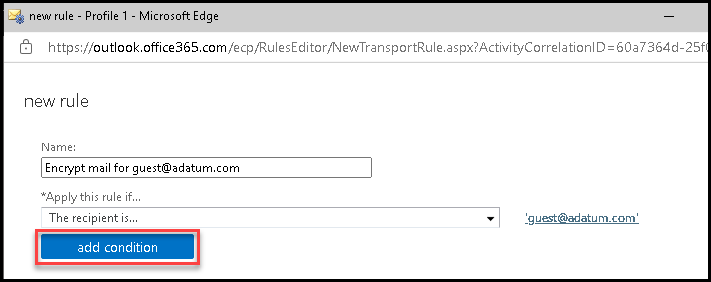 new rule - Profile 1 - Microsoft Edge
https://outlook.office365.com/ecp/RulesEditor/NewTransportRule.aspx?ActivityCorrelationID=60a7364d-25f0
new rule
Name:
Encrypt mail for guest@adatum.com
*Apply this rule if...
The recipient is... 'guest@adatum.com'
add condition